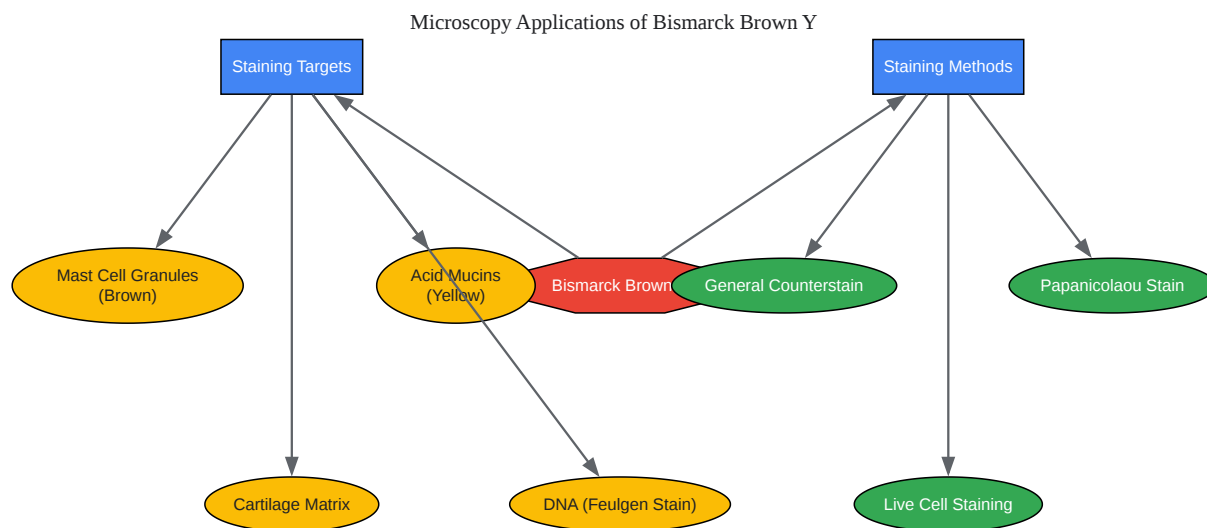 Microscopy Applications of Bismarck Brown Y
Staining Targets
Staining Methods
Mast Cell Granules
(Brown)
Acid Mucins
(Yellow)
Bismarck Brown
General Counterstain
Papanicolaou Stain
Cartilage Matrix
DNA (Feulgen Stain)
Live Cell Staining